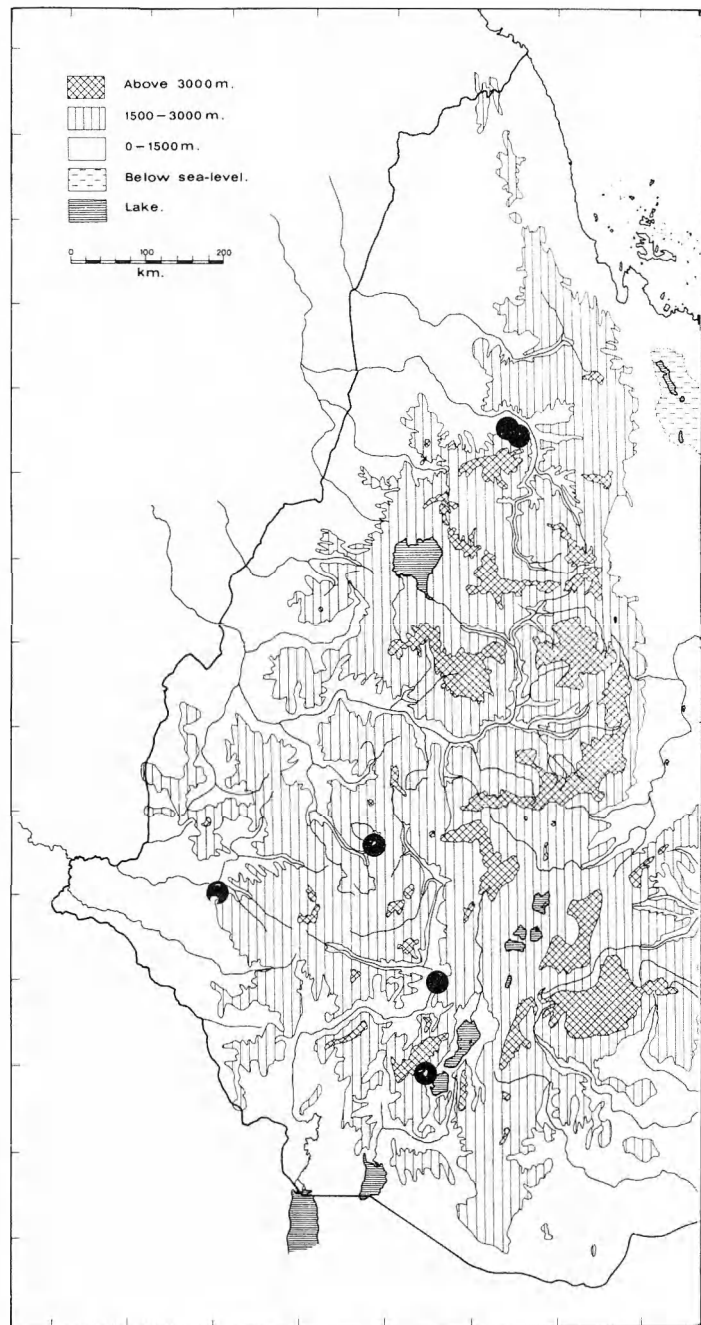 Above 3000 m.
1500 – 3000 m.
0 – 1500 m.
Below sea-level.
Lake.
0 100 200
km.